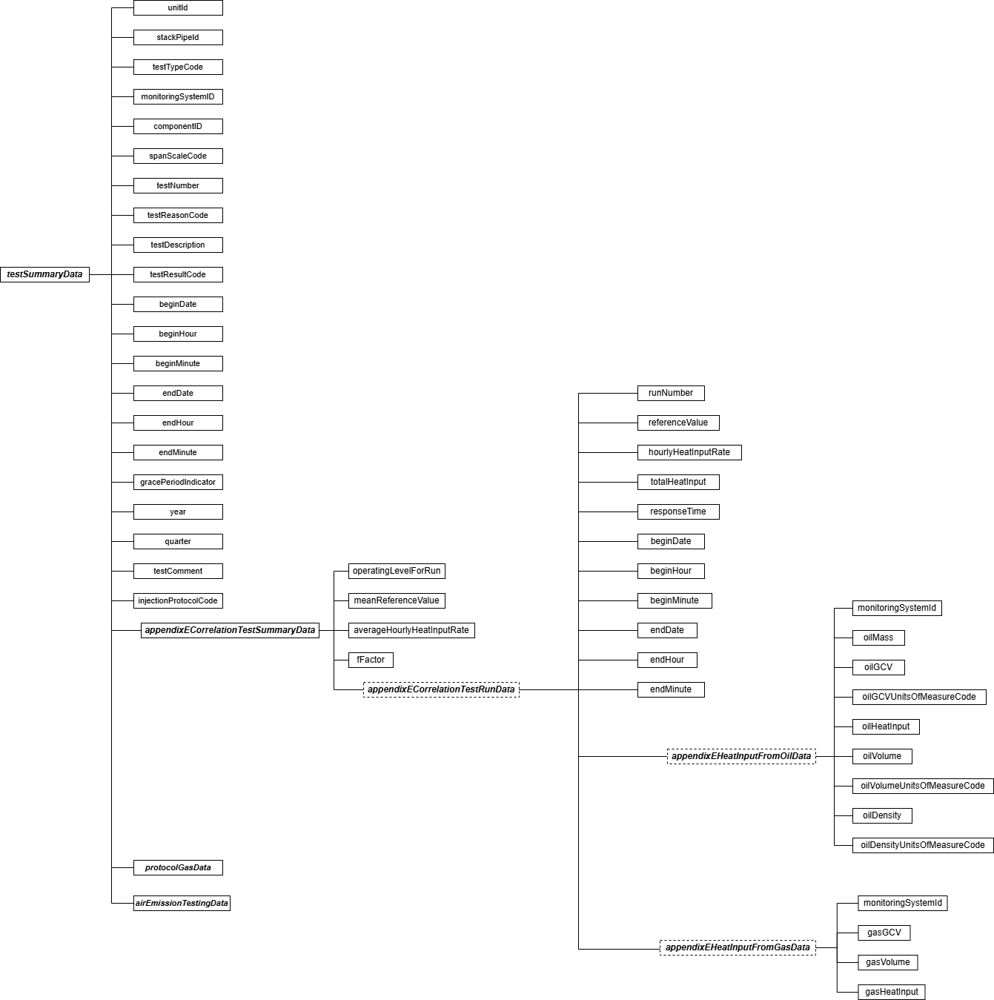 testSummaryData
unitId
stackPipeId
testTypeCode
monitoringSystemID
componentID
spanScaleCode
testNumber
testReasonCode
testDescription
testResultCode
beginDate
beginHour
beginMinute
endDate
endHour
endMinute
gracePeriodIndicator
year
quarter
testComment
injectionProtocolCode
appendixECorrelationTestSummaryData
operatingLevelForRun
meanReferenceValue
averageHourlyHeatInputRate
fFactor
appendixECorrelationTestRunData
runNumber
referenceValue
hourlyHeatInputRate
totalHeatInput
responseTime
beginDate
beginHour
beginMinute
endDate
endHour
endMinute
appendixEHeatInputFromOilData
monitoringSystemId
oilMass
oilGCV
oilGCVUnitsOfMeasureCode
oilHeatInput
oilVolume
oilVolumeUnitsOfMeasureCode
oilDensity
oilDensityUnitsOfMeasureCode
appendixEHeatInputFromGasData
monitoringSystemId
gasGCV
gasVolume
gasHeatInput
protocolGasData
airEmissionTestingData